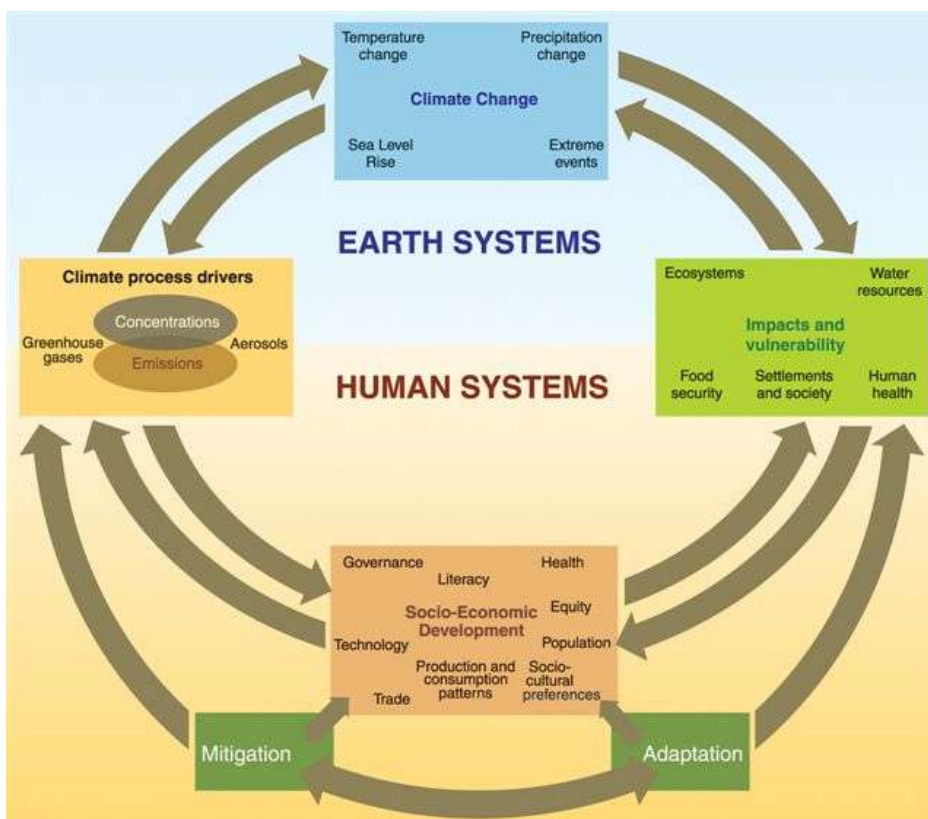 Temperature
change
Precipitation
change
Climate Change
Sea Level
Rise
Extreme
events
EARTH SYSTEMS
Climate process drivers
Concentrations
Greenhouse
gases
Aerosols
Emissions
Ecosystems
Water
resources
Impacts and
vulnerability
Food
security
Settlements
and society
Human
health
HUMAN SYSTEMS
Governance
Literacy
Health
Socio-Economic
Development
Equity
Technology
Population
Production and
consumption
patterns
Socio-
cultural
preferences
Trade
Mitigation
Adaptation